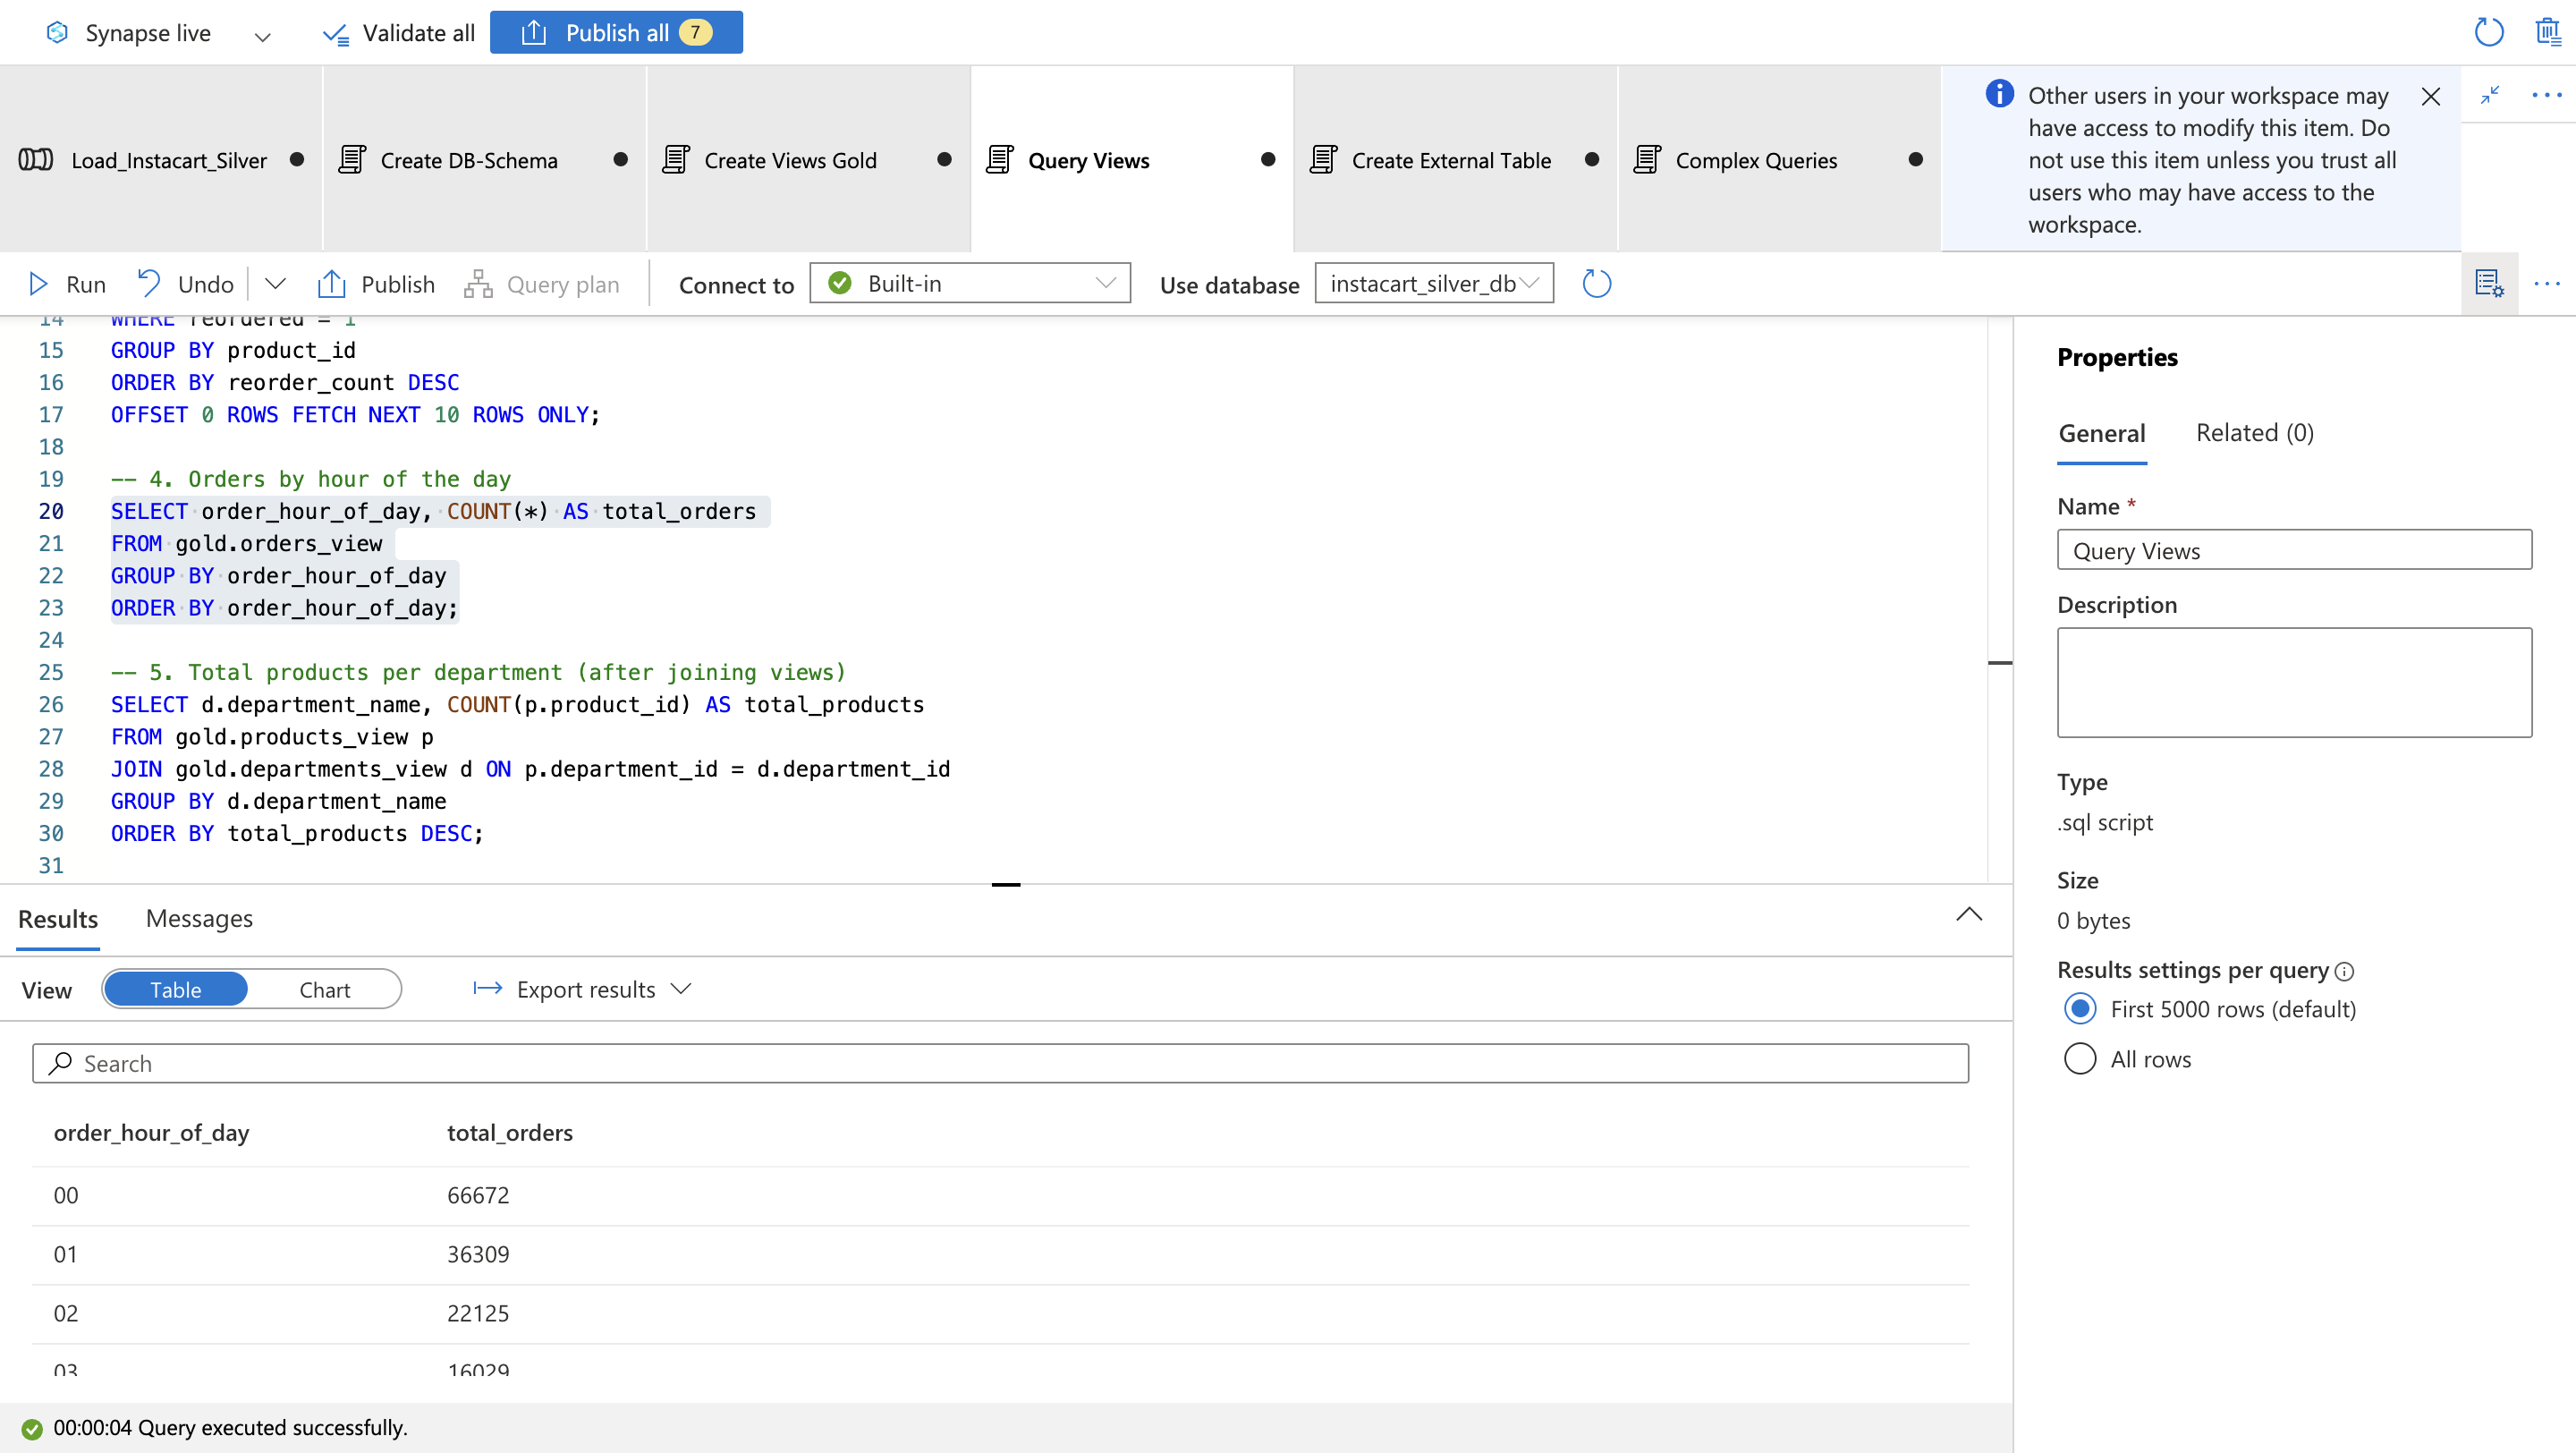 Synapse live Validate all Publish all 7
Load_Instacart_Silver Create DB-Schema Create Views Gold Query Views Create External Table Complex Queries
Other users in your workspace may
have access to modify this item. Do
not use this item unless you trust all
users who may have access to the
workspace.
Run Undo Publish Query plan Connect to Built-in Use database instacart_silver_db
14 WHERE reordered = 1
15 GROUP BY product_id
16 ORDER BY reorder_count DESC
17 OFFSET 0 ROWS FETCH NEXT 10 ROWS ONLY;
18
19 -- 4. Orders by hour of the day
20 SELECT order_hour_of_day, COUNT(*) AS total_orders
21 FROM gold.orders_view
22 GROUP BY order_hour_of_day
23 ORDER BY order_hour_of_day;
24
25 -- 5. Total products per department (after joining views)
26 SELECT d.department_name, COUNT(p.product_id) AS total_products
27 FROM gold.products_view p
28 JOIN gold.departments_view d ON p.department_id = d.department_id
29 GROUP BY d.department_name
30 ORDER BY total_products DESC;
31
Results Messages
View Table Chart Export results
Search
order_hour_of_day total_orders
00 66672
01 36309
02 22125
03 16029
00:00:04 Query executed successfully.
Properties
General Related (0)
Name *
Query Views
Description
Type
.sql script
Size
0 bytes
Results settings per query
First 5000 rows (default)
All rows